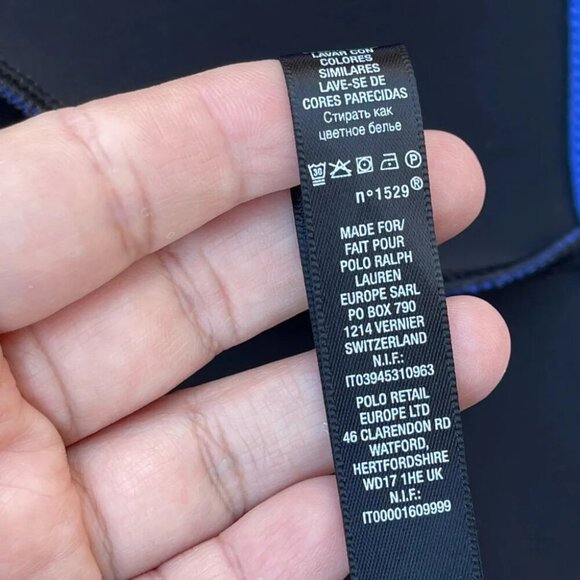 LAVAR CON
COLORES
SIMILARES
LAVE-SE DE
CORES PARECIDAS
Стирать как
цветное белье
30 P
n°1529®
MADE FOR/
FAIT POUR
POLO RALPH
LAUREN
EUROPE SARL
PO BOX 790
1214 VERNIER
SWITZERLAND
N.I.F.:
IT03945310963
POLO RETAIL
EUROPE LTD
46 CLARENDON RD
WATFORD,
HERTFORDSHIRE
WD17 1HE UK
N.I.F.:
IT00001609999